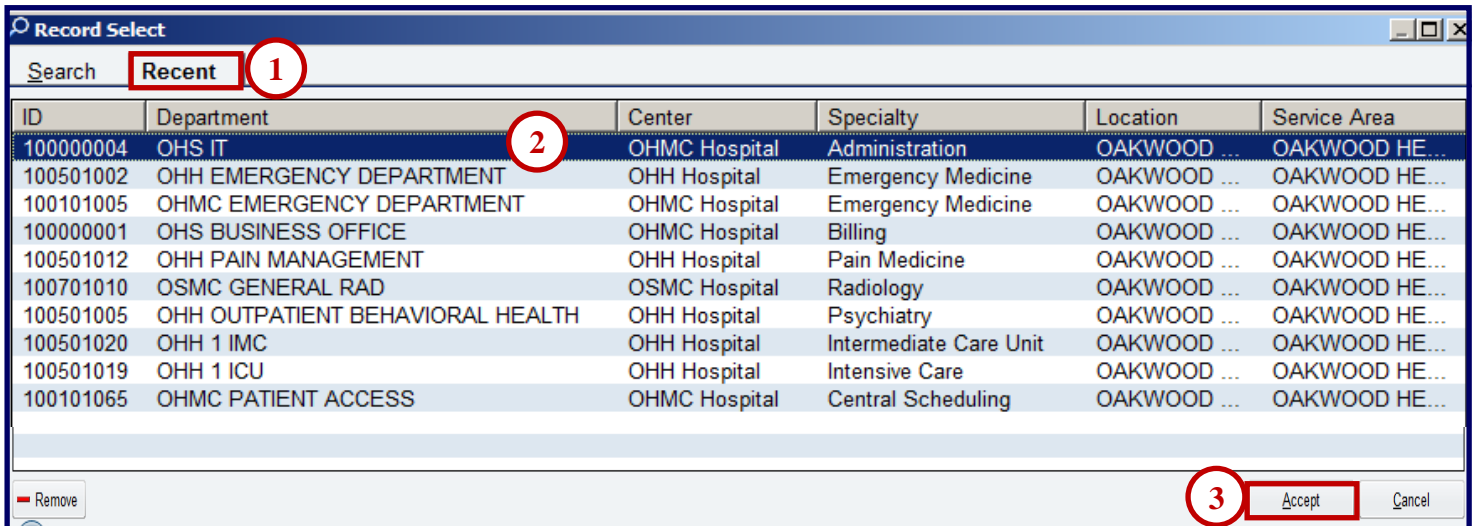 Record Select
Search Recent 1
ID Department Center Specialty Location Service Area
100000004 OHS IT 2 OHMC Hospital Administration OAKWOOD ... OAKWOOD HE...
100501002 OHH EMERGENCY DEPARTMENT OHH Hospital Emergency Medicine OAKWOOD ... OAKWOOD HE...
100101005 OHMC EMERGENCY DEPARTMENT OHMC Hospital Emergency Medicine OAKWOOD ... OAKWOOD HE...
100000001 OHS BUSINESS OFFICE OHMC Hospital Billing OAKWOOD ... OAKWOOD HE...
100501012 OHH PAIN MANAGEMENT OHH Hospital Pain Medicine OAKWOOD ... OAKWOOD HE...
100701010 OSMC GENERAL RAD OSMC Hospital Radiology OAKWOOD ... OAKWOOD HE...
100501005 OHH OUTPATIENT BEHAVIORAL HEALTH OHH Hospital Psychiatry OAKWOOD ... OAKWOOD HE...
100501020 OHH 1 IMC OHH Hospital Intermediate Care Unit OAKWOOD ... OAKWOOD HE...
100501019 OHH 1 ICU OHH Hospital Intensive Care OAKWOOD ... OAKWOOD HE...
100101065 OHMC PATIENT ACCESS OHMC Hospital Central Scheduling OAKWOOD ... OAKWOOD HE...
Remove 3 Accept Cancel